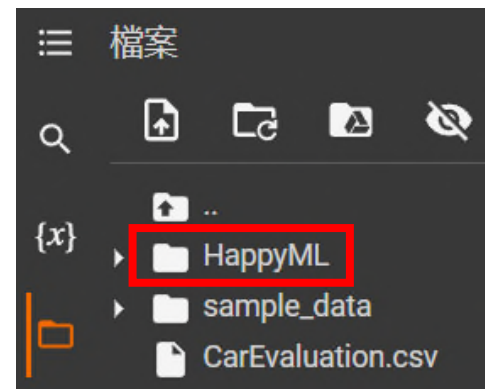 檔案
{x}
..
HappyML
sample_data
CarEvaluation.csv